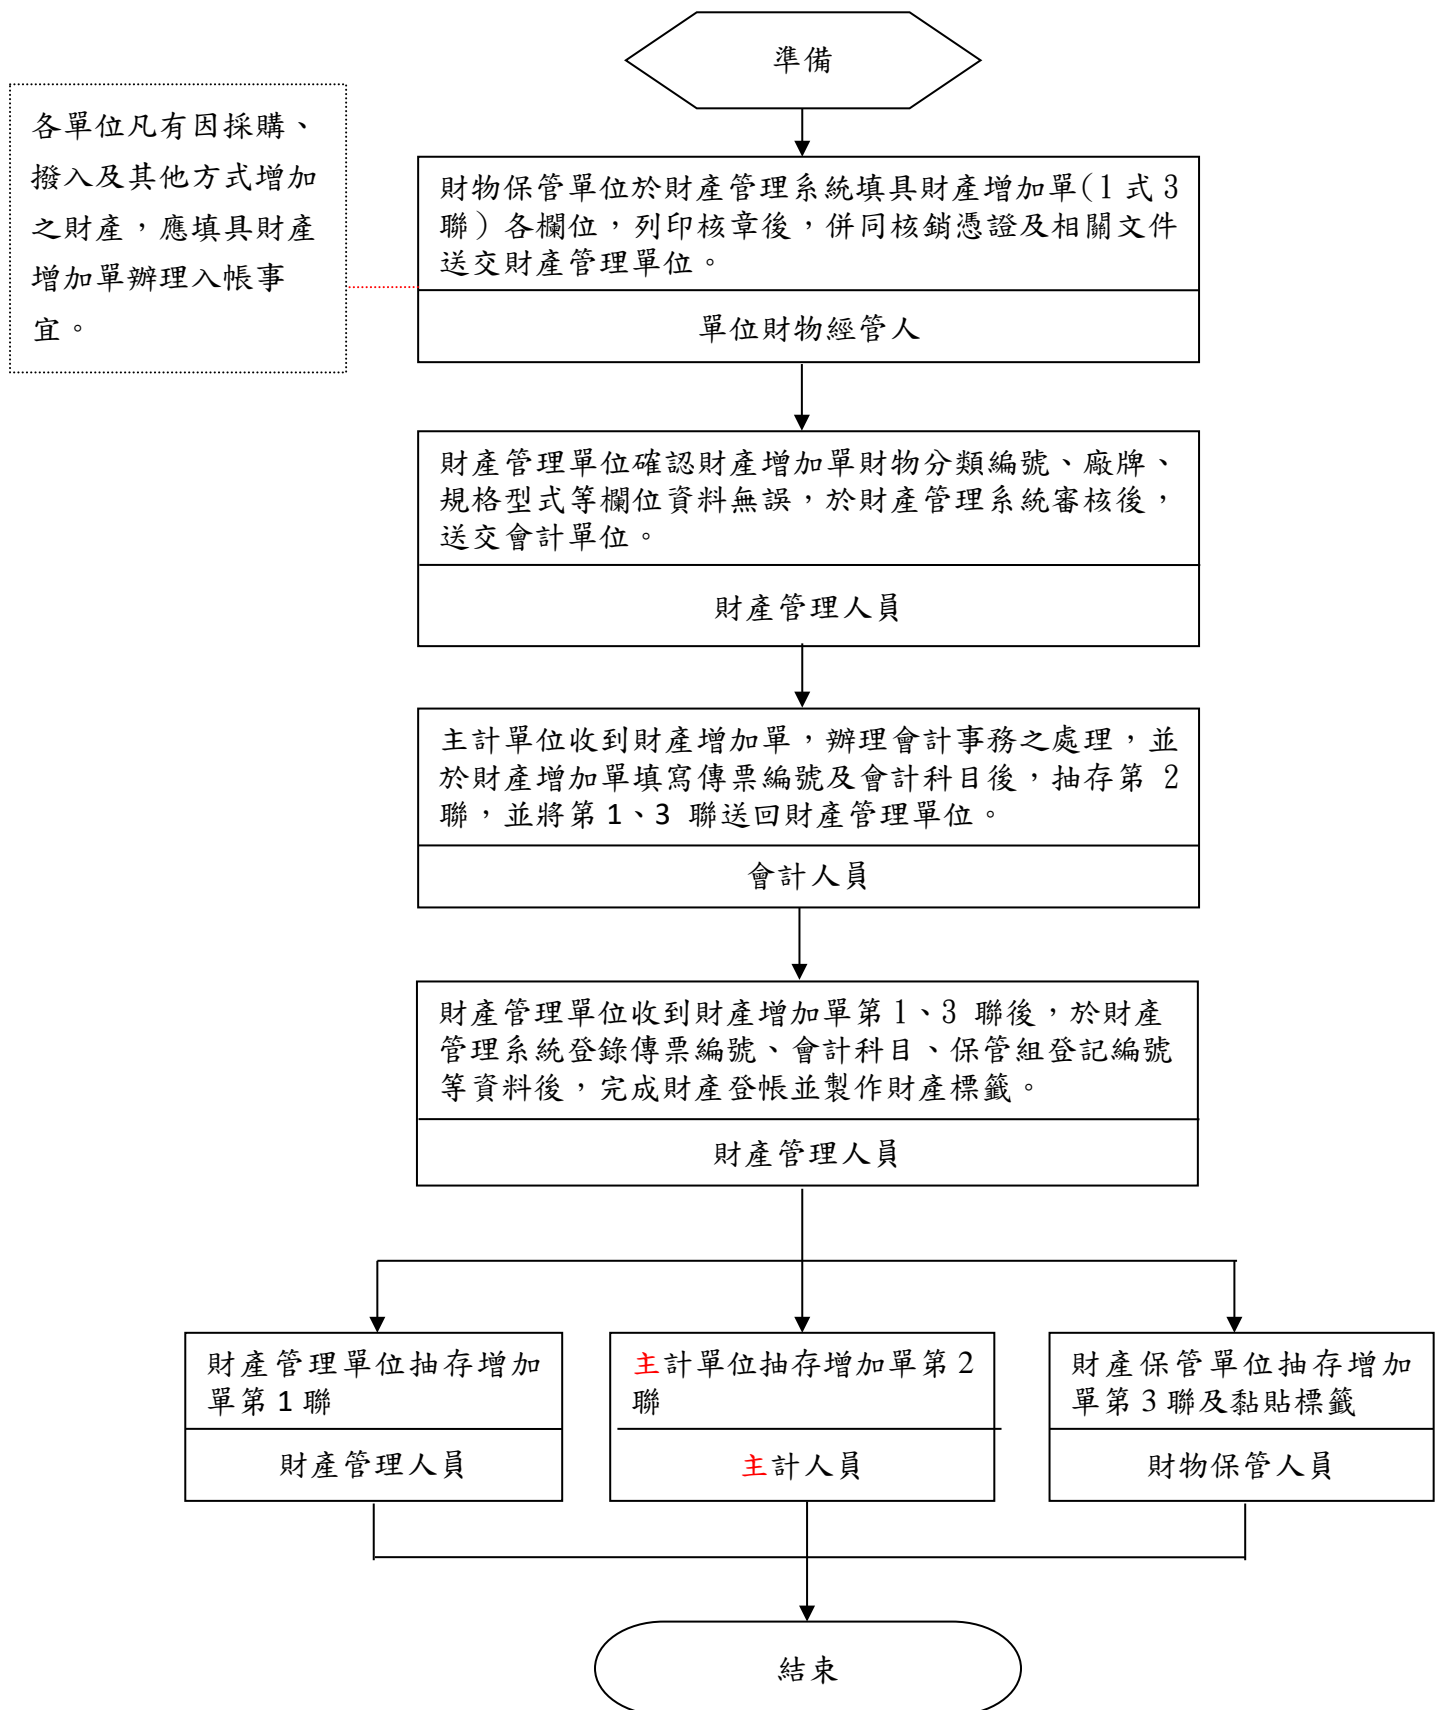 準備
各單位凡有因採購、
撥入及其他方式增加
之財產，應填具財產
增加單辦理入帳事
宜。
財物保管單位於財產管理系統填具財產增加單(1 式 3
聯）各欄位，列印核章後，併同核銷憑證及相關文件
送交財產管理單位。
單位財物經管人
財產管理單位確認財產增加單財物分類編號、廠牌、
規格型式等欄位資料無誤，於財產管理系統審核後，
送交會計單位。
財產管理人員
主計單位收到財產增加單，辦理會計事務之處理，並
於財產增加單填寫傳票編號及會計科目後，抽存第 2
聯，並將第 1、3 聯送回財產管理單位。
會計人員
財產管理單位收到財產增加單第 1、3 聯後，於財產
管理系統登錄傳票編號、會計科目、保管組登記編號
等資料後，完成財產登帳並製作財產標籤。
財產管理人員
財產管理單位抽存增加
單第 1 聯
財產管理人員
主計單位抽存增加單第 2
聯
主計人員
財產保管單位抽存增加
單第 3 聯及黏貼標籤
財物保管人員
結束